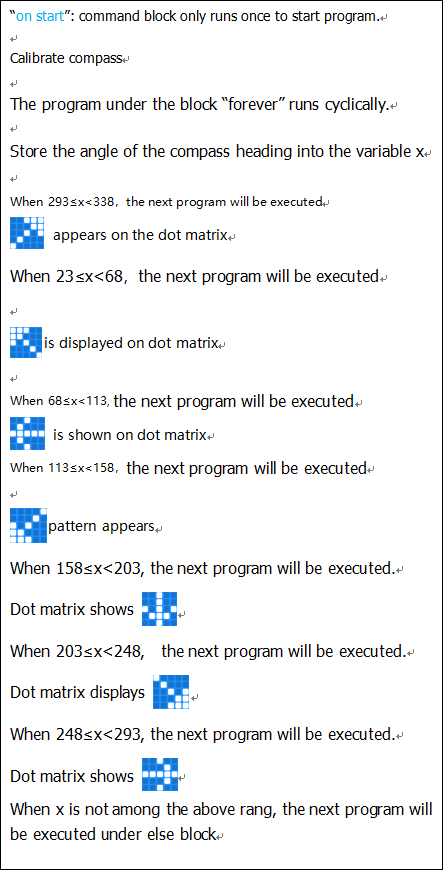 “on start”: command block only runs once to start program.
Calibrate compass
The program under the block “forever” runs cyclically.
Store the angle of the compass heading into the variable x
When 293≤x<338, the next program will be executed
appears on the dot matrix
When 23≤x<68, the next program will be executed
is displayed on dot matrix
When 68≤x<113, the next program will be executed
is shown on dot matrix
When 113≤x<158, the next program will be executed
pattern appears
When 158≤x<203, the next program will be executed.
Dot matrix shows
When 203≤x<248, the next program will be executed.
Dot matrix displays
When 248≤x<293, the next program will be executed.
Dot matrix shows
When x is not among the above rang, the next program will
be executed under else block